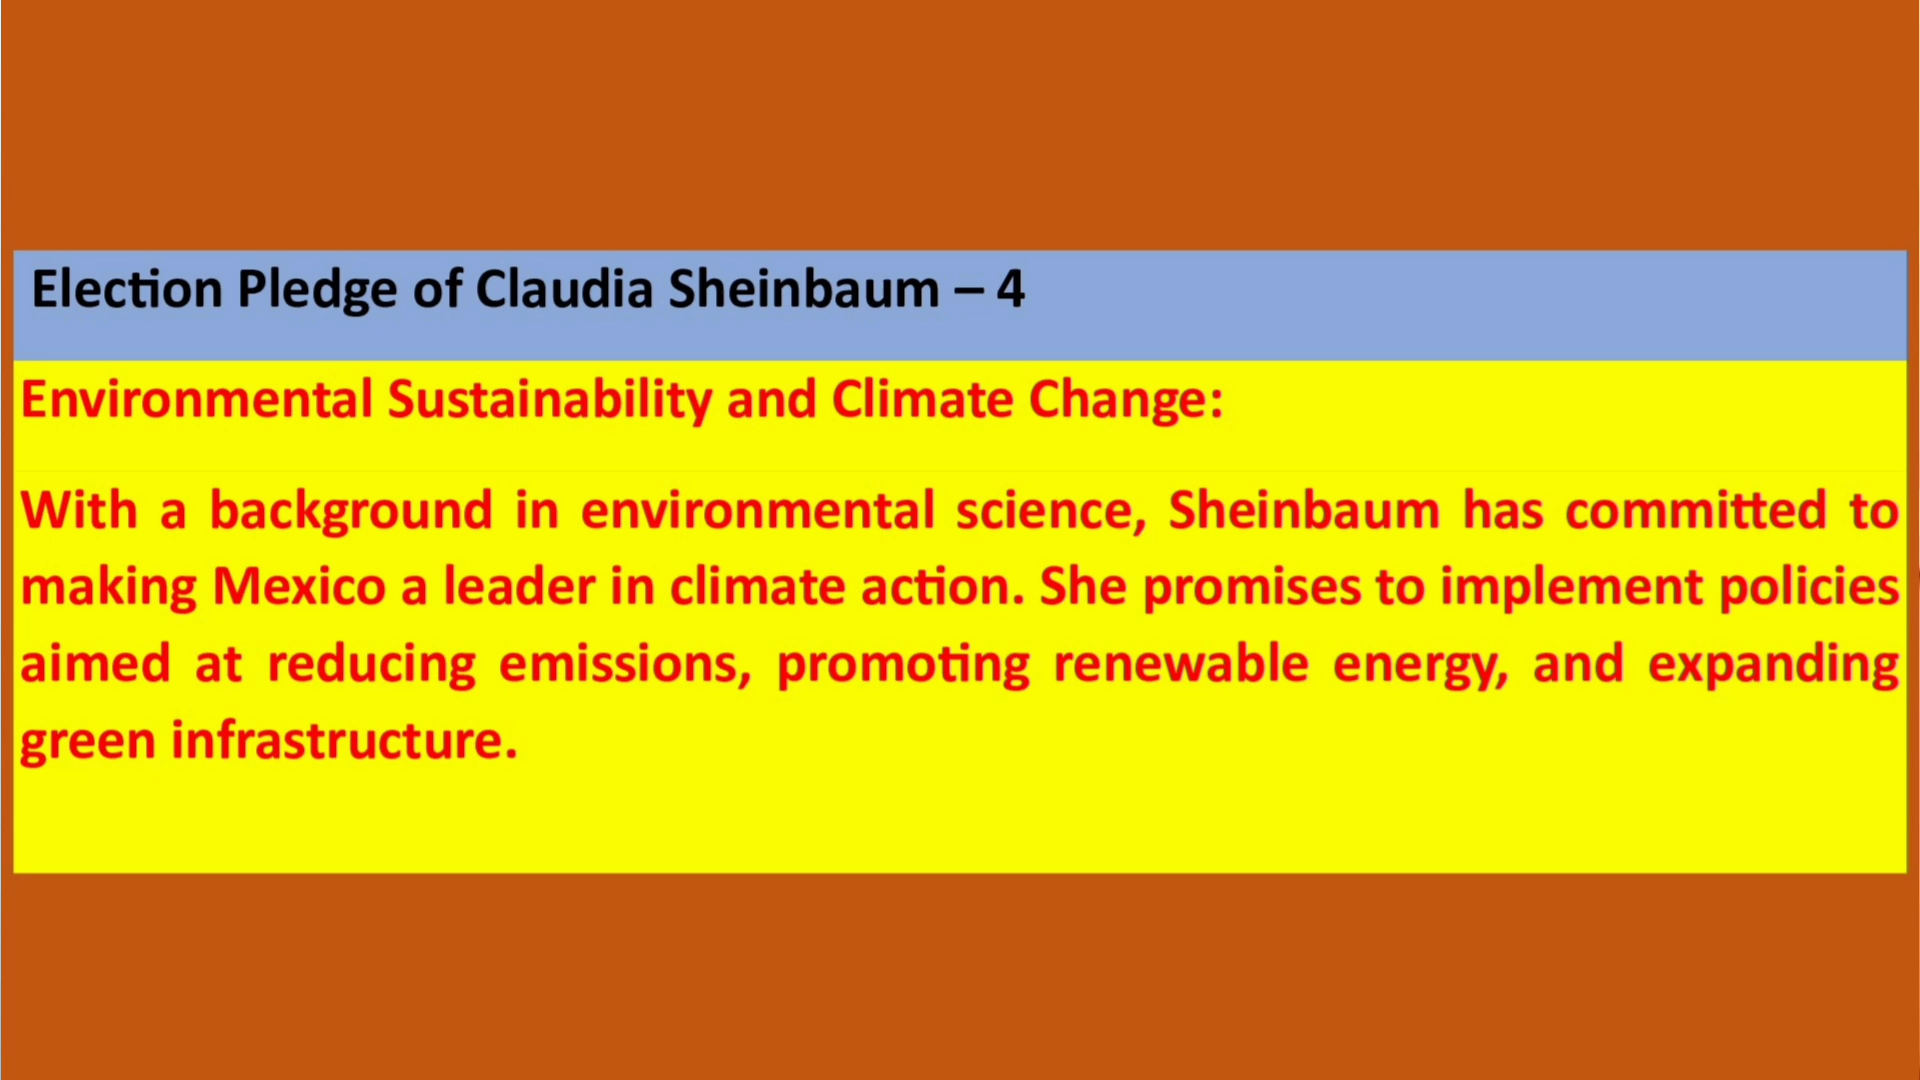 Election Pledge of Claudia Sheinbaum – 4
Environmental Sustainability and Climate Change:
With a background in environmental science, Sheinbaum has committed to
making Mexico a leader in climate action. She promises to implement policies
aimed at reducing emissions, promoting renewable energy, and expanding
green infrastructure.